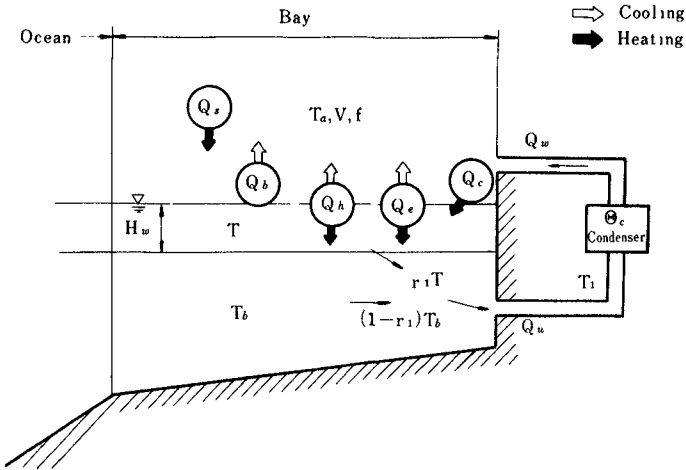 Cooling
Heating
Ocean
Bay
Q_s
T_a, V, f
Q_b
Q_h
Q_e
Q_c
Q_w
H_w
T
Θ_c
Condenser
r_1T
T_1
T_b
(1-r_1)T_b
Q_u